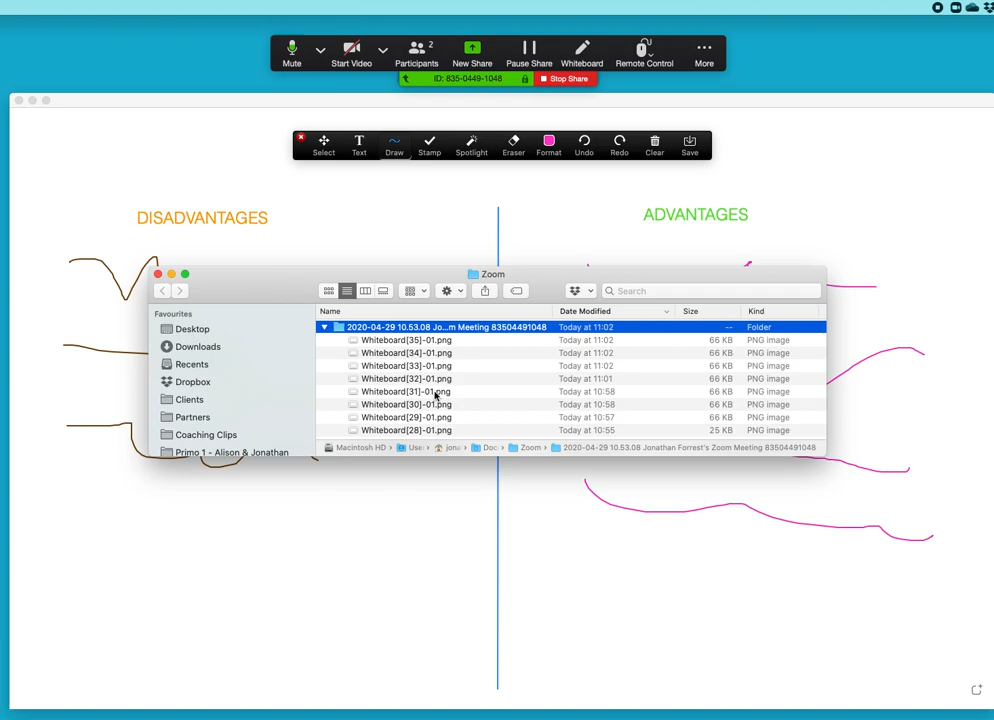 Mute Start Video Participants 2 New Share Pause Share Whiteboard Remote Control More
ID: 835-0449-1048 Stop Share
Select Text Draw Stamp Spotlight Eraser Format Undo Redo Clear Save
DISADVANTAGES
ADVANTAGES
Zoom
Search
Favourites
Desktop
Downloads
Recents
Dropbox
Clients
Partners
Coaching Clips
Primo 1 - Alison & Jonathan
Name Date Modified Size Kind
2020-04-29 10.53.08 Jo...m Meeting 83504491048 Today at 11:02 -- Folder
Whiteboard[35]-01.png Today at 11:02 66 KB PNG image
Whiteboard[34]-01.png Today at 11:02 66 KB PNG image
Whiteboard[33]-01.png Today at 11:02 66 KB PNG image
Whiteboard[32]-01.png Today at 11:01 66 KB PNG image
Whiteboard[31]-01.png Today at 10:58 66 KB PNG image
Whiteboard[30]-01.png Today at 10:58 66 KB PNG image
Whiteboard[29]-01.png Today at 10:57 66 KB PNG image
Whiteboard[28]-01.png Today at 10:55 25 KB PNG image
Macintosh HD › Use › jona › Doc › Zoom › 2020-04-29 10.53.08 Jonathan Forrest's Zoom Meeting 83504491048